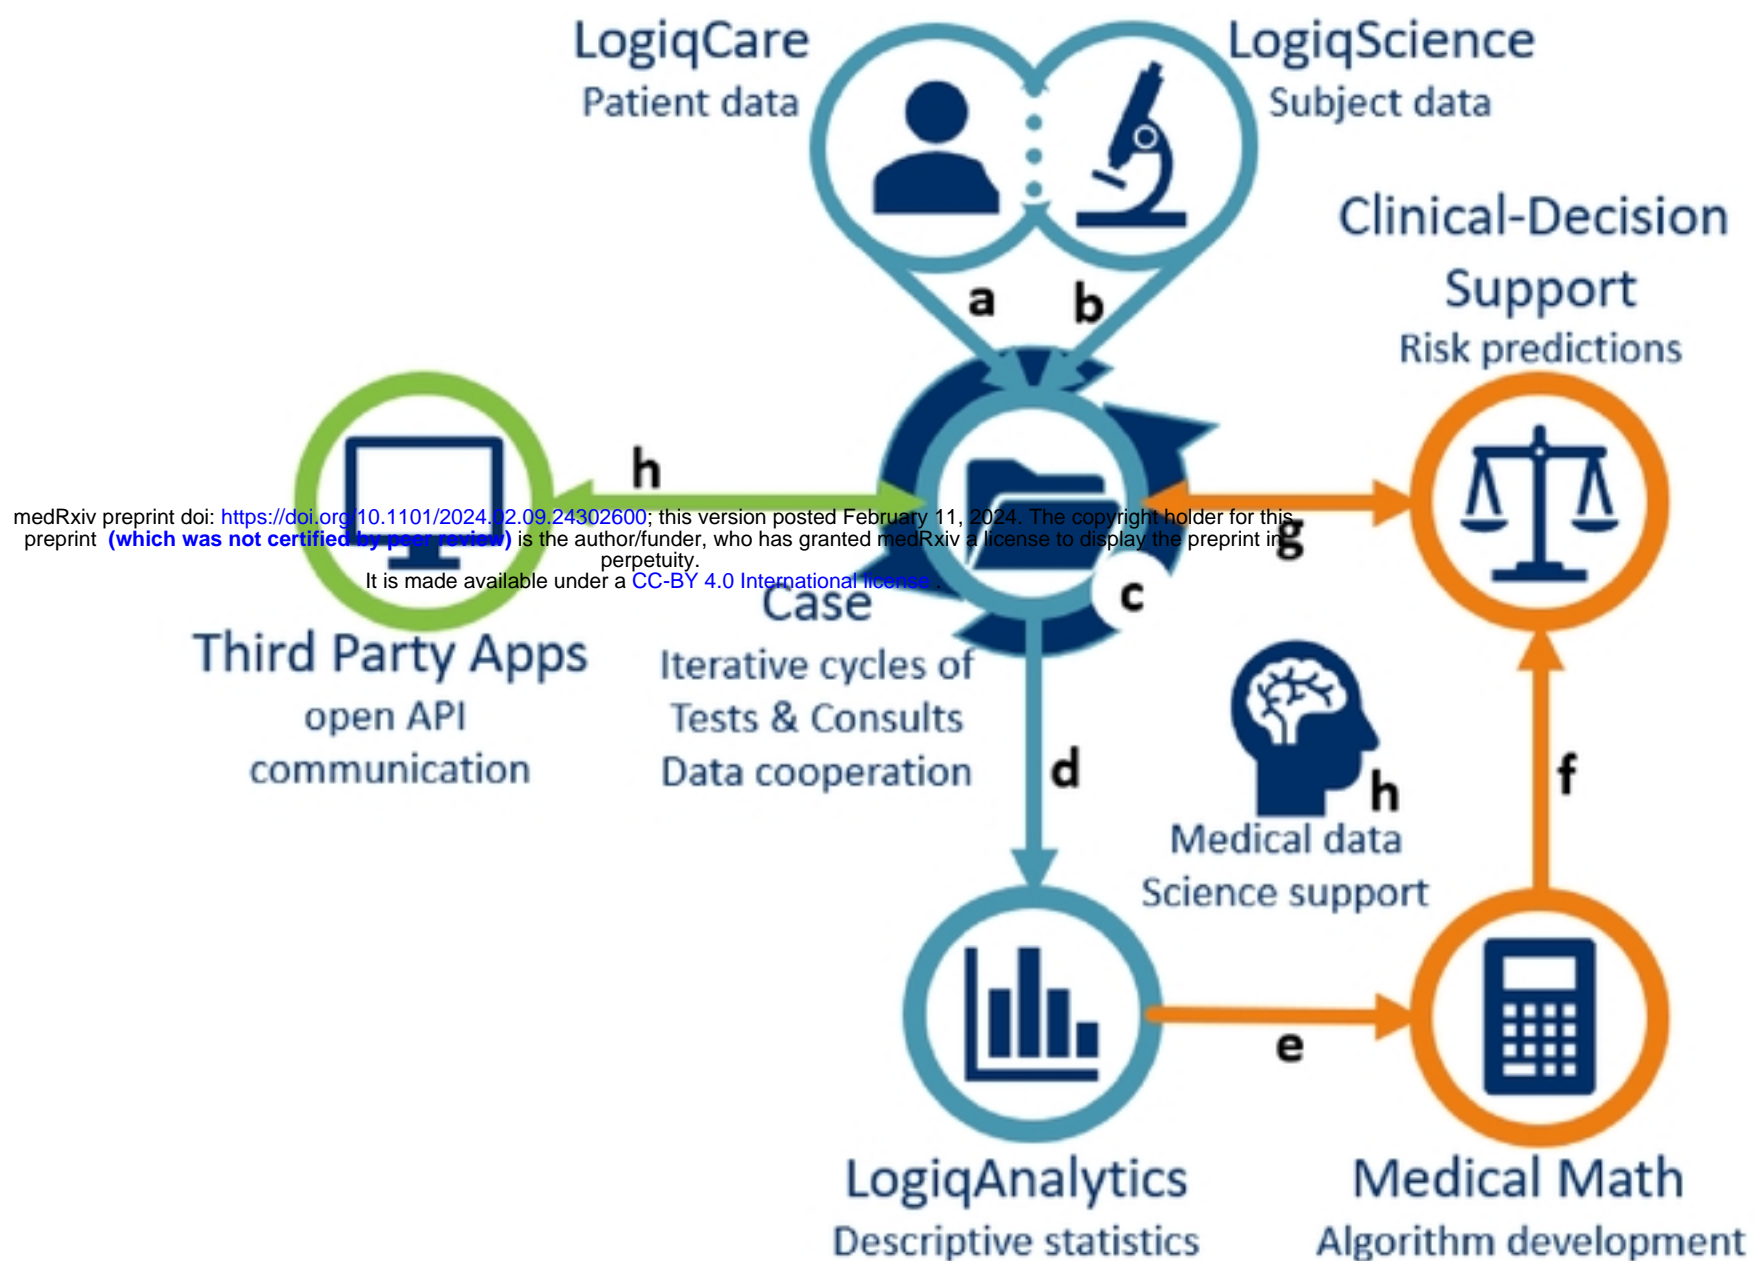 LogiqCare
Patient data
LogiqScience
Subject data
a
b
Clinical-Decision
Support
Risk predictions
h
g
c
medRxiv preprint doi: https://doi.org/10.1101/2024.02.09.24302600; this version posted February 11, 2024. The copyright holder for this
preprint (which was not certified by peer review) is the author/funder, who has granted medRxiv a license to display the preprint in
perpetuity.
It is made available under a CC-BY 4.0 International license .
Third Party Apps
open API
communication
Case
Iterative cycles of
Tests & Consults
Data cooperation
d
h
Medical data
Science support
f
e
LogiqAnalytics
Descriptive statistics
Medical Math
Algorithm development